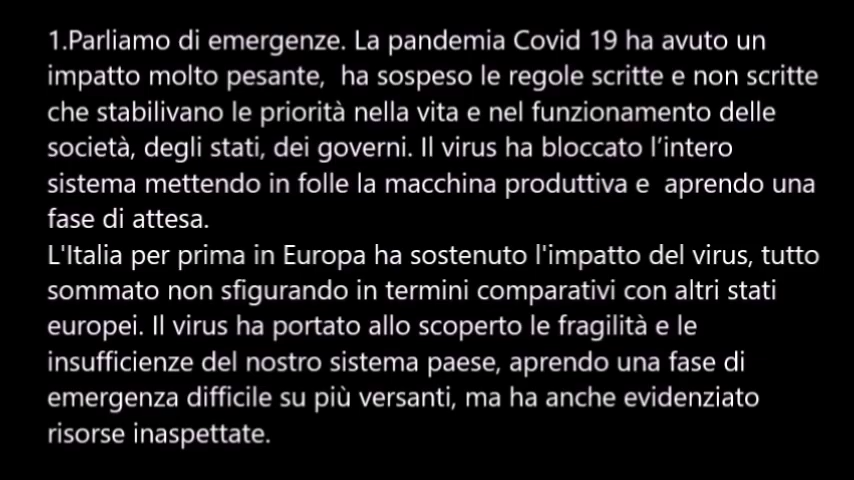 1.Parliamo di emergenze. La pandemia Covid 19 ha avuto un
impatto molto pesante,  ha sospeso le regole scritte e non scritte
che stabilivano le priorità nella vita e nel funzionamento delle
società, degli stati, dei governi. Il virus ha bloccato l’intero
sistema mettendo in folle la macchina produttiva e  aprendo una
fase di attesa.
L'Italia per prima in Europa ha sostenuto l'impatto del virus, tutto
sommato non sfigurando in termini comparativi con altri stati
europei. Il virus ha portato allo scoperto le fragilità e le
insufficienze del nostro sistema paese, aprendo una fase di
emergenza difficile su più versanti, ma ha anche evidenziato
risorse inaspettate.